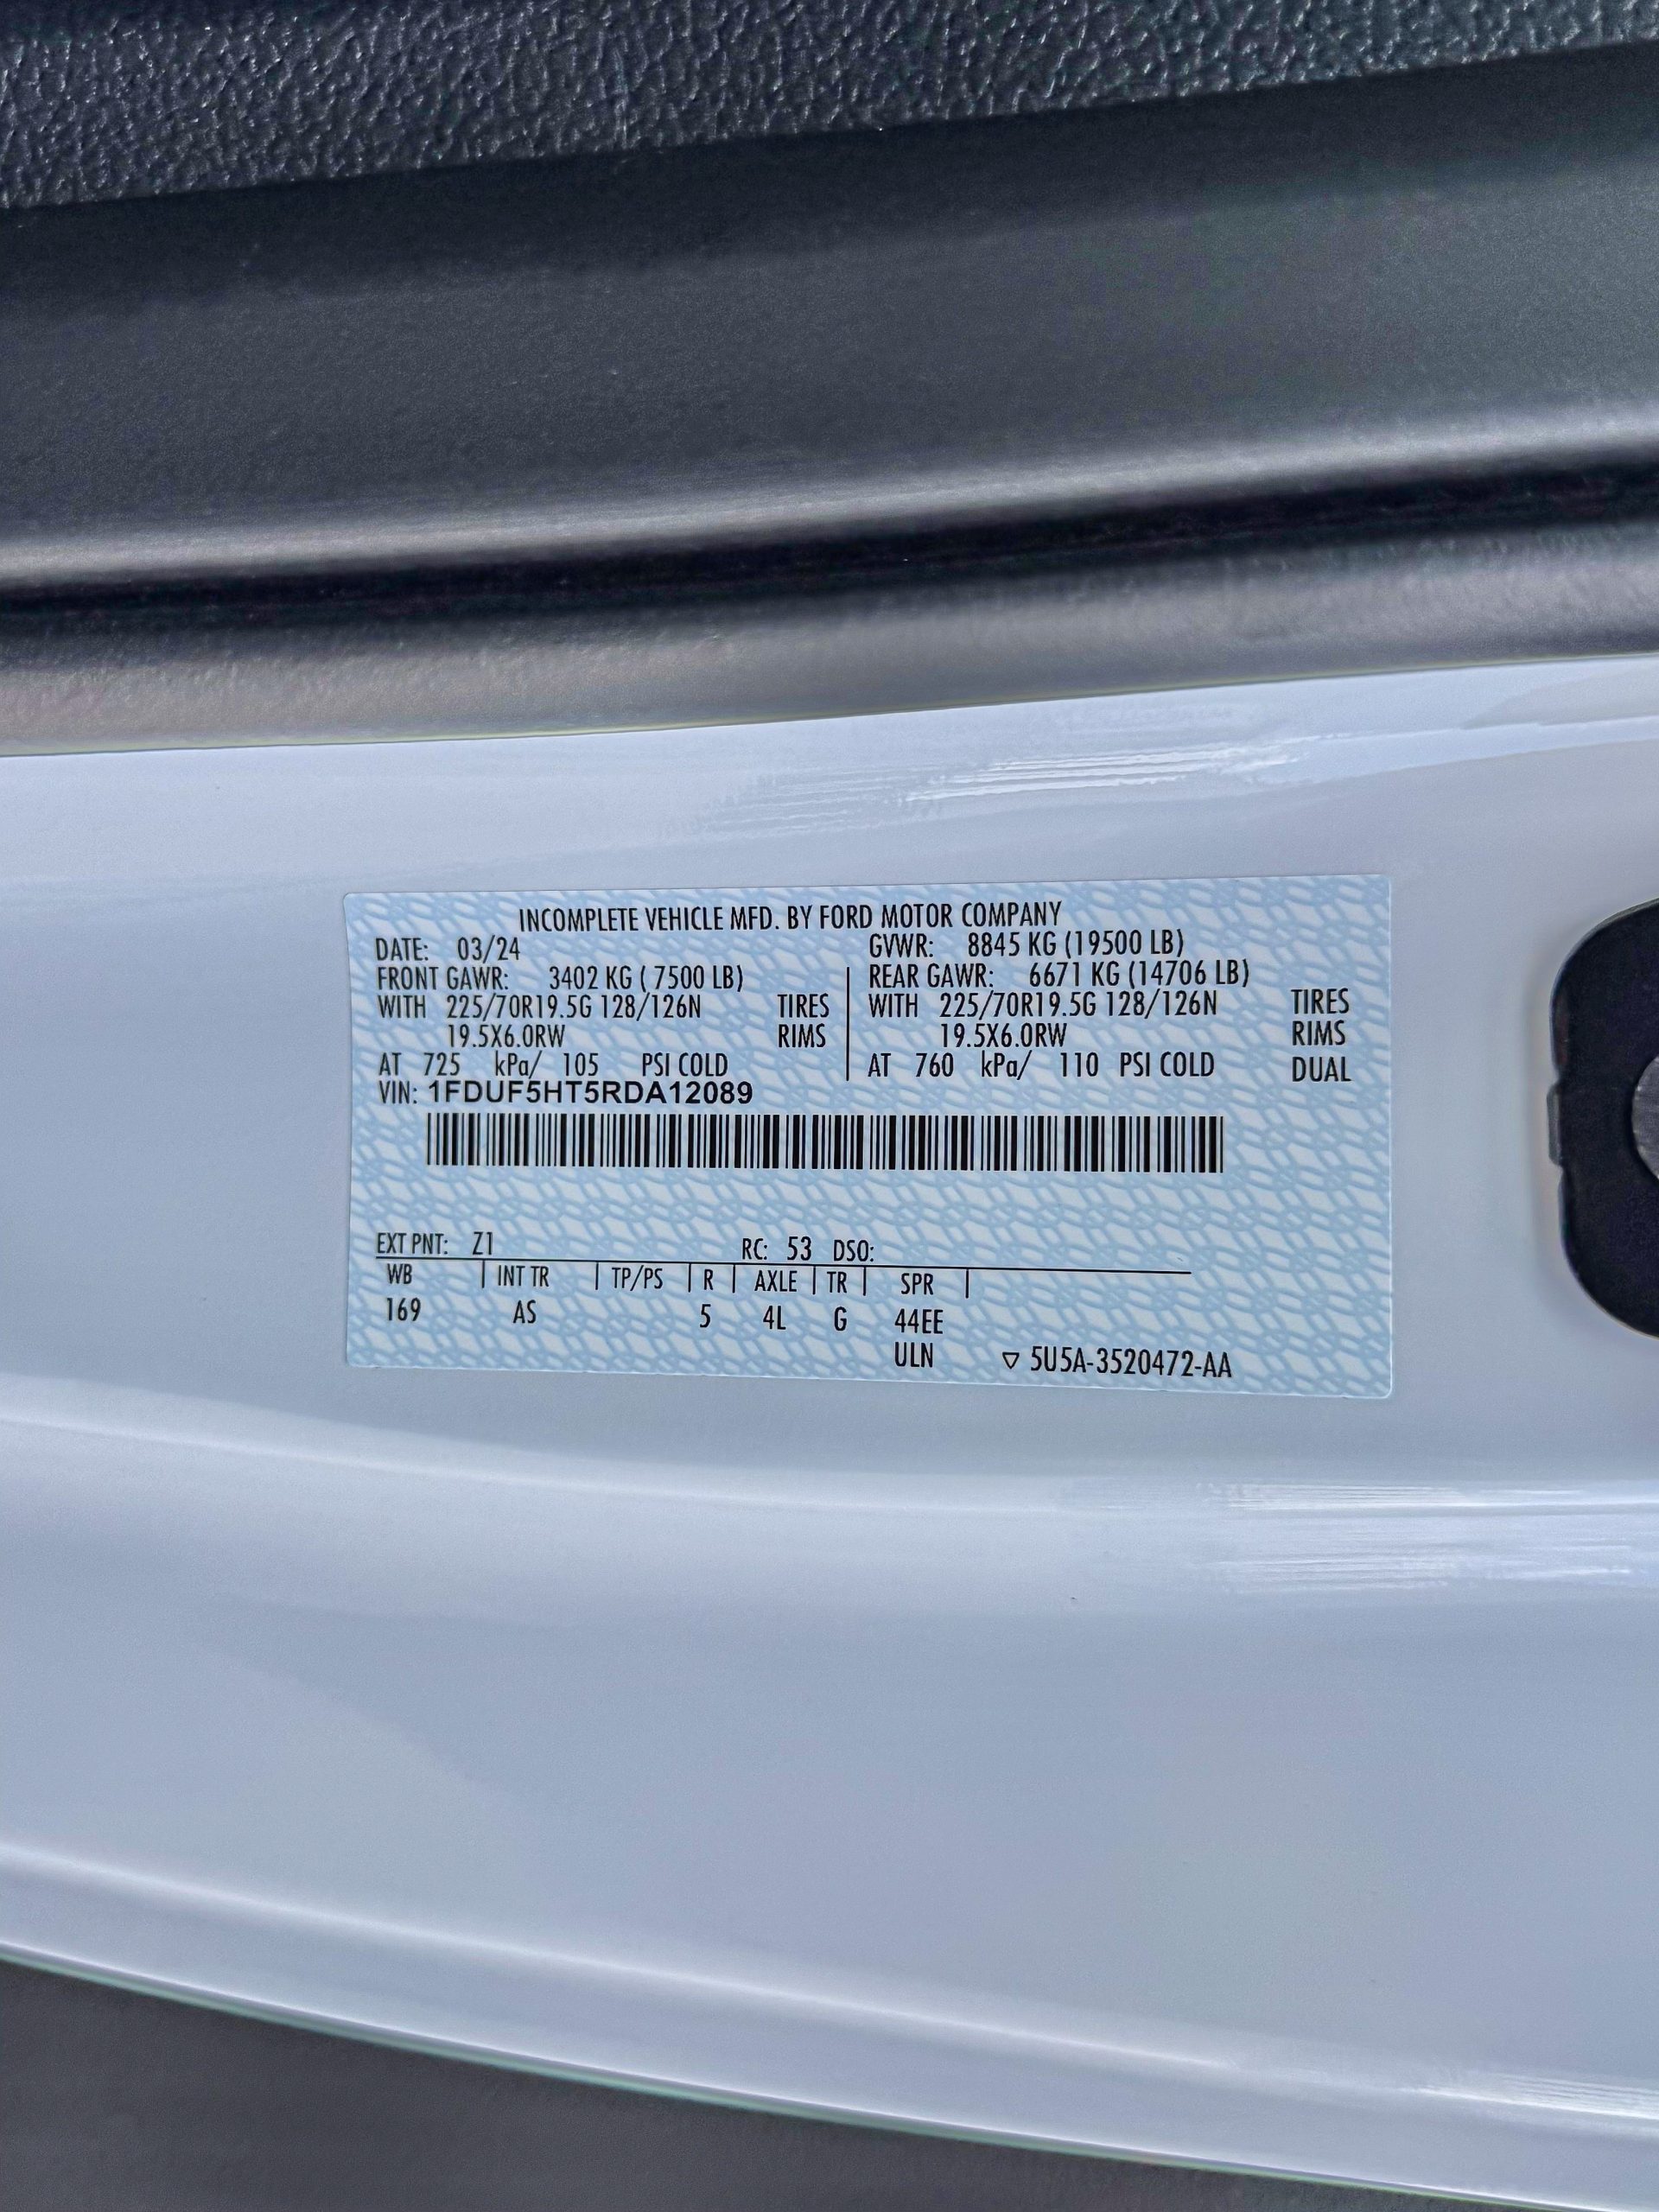 INCOMPLETE VEHICLE MFD. BY FORD MOTOR COMPANY
DATE: 03/24 GVWR: 8845 KG (19500 LB)
FRONT GAWR: 3402 KG ( 7500 LB) REAR GAWR: 6671 KG (14706 LB)
WITH 225/70R19.5G 128/126N TIRES WITH 225/70R19.5G 128/126N TIRES
19.5X6.0RW RIMS 19.5X6.0RW RIMS
AT 725 kPa/ 105 PSI COLD AT 760 kPa/ 110 PSI COLD DUAL
VIN: 1FDUF5HT5RDA12089
EXT PNT: Z1 RC: 53 DSO:
WB | INT TR | TP/PS | R | AXLE | TR | SPR |
169 AS 5 4L G 44EE
ULN ▽ 5U5A-3520472-AA